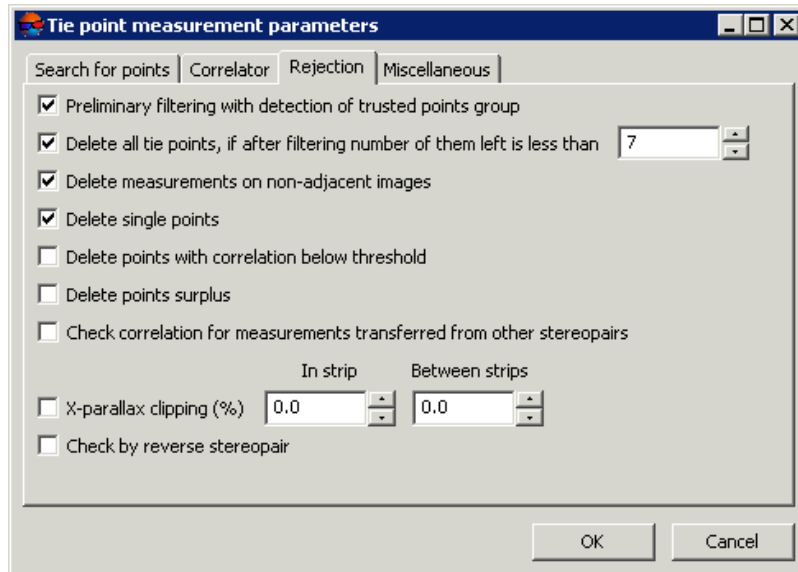 Tie point measurement parameters
Search for points Correlator Rejection Miscellaneous
Preliminary filtering with detection of trusted points group
Delete all tie points, if after filtering number of them left is less than 7
Delete measurements on non-adjacent images
Delete single points
Delete points with correlation below threshold
Delete points surplus
Check correlation for measurements transferred from other stereopairs
In strip Between strips
X-parallax clipping (%) 0.0 0.0
Check by reverse stereopair
OK Cancel